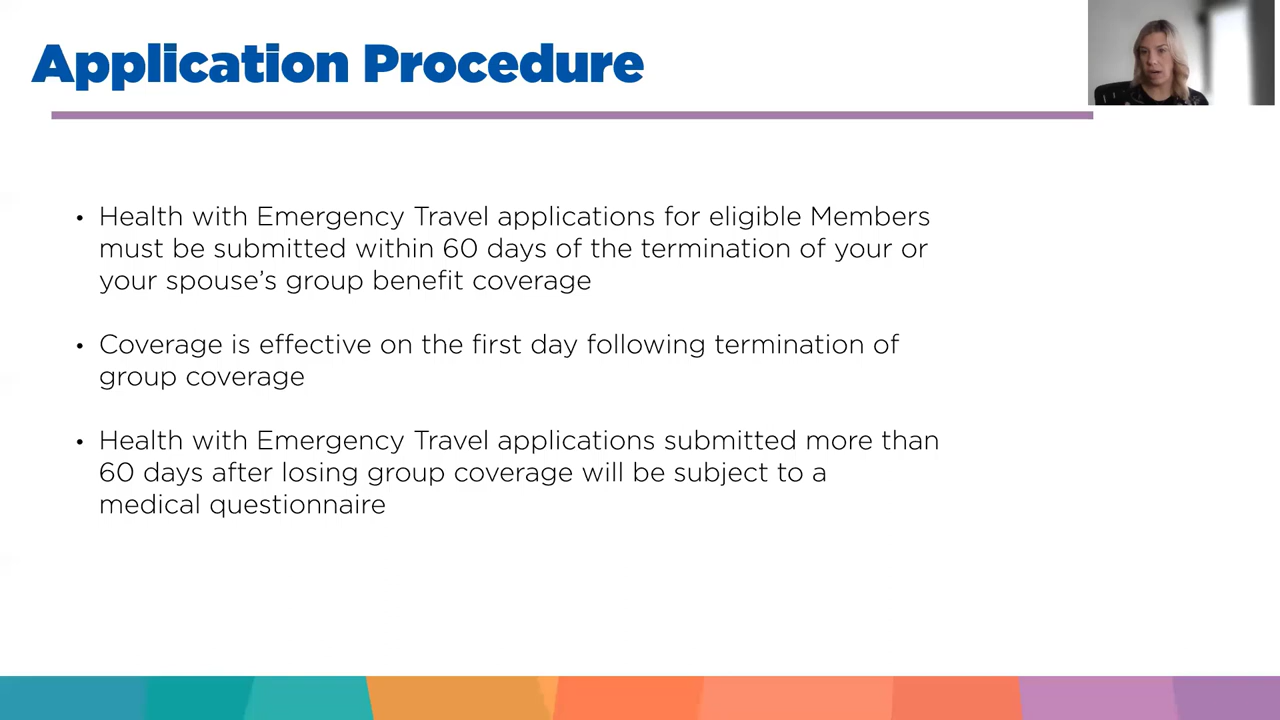 Application Procedure
• Health with Emergency Travel applications for eligible Members
must be submitted within 60 days of the termination of your or
your spouse’s group benefit coverage
• Coverage is effective on the first day following termination of
group coverage
• Health with Emergency Travel applications submitted more than
60 days after losing group coverage will be subject to a
medical questionnaire